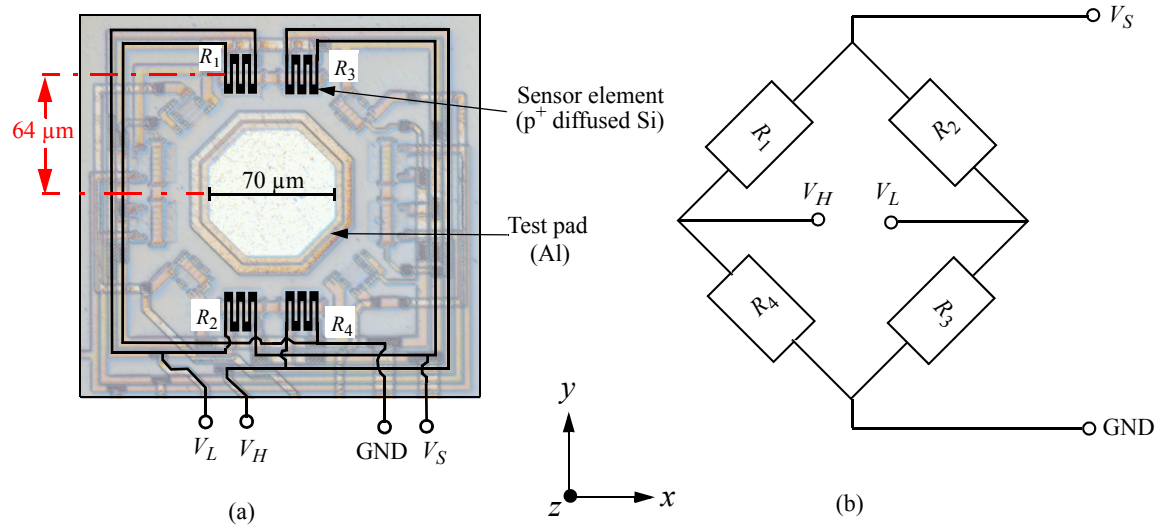 R1
R3
64 µm
Sensor element
(p+ diffused Si)
70 µm
Test pad
(Al)
R2
R4
VL
VH
GND
VS
y
z
x
(a)
VS
R1
R2
VH
VL
R4
R3
GND
(b)